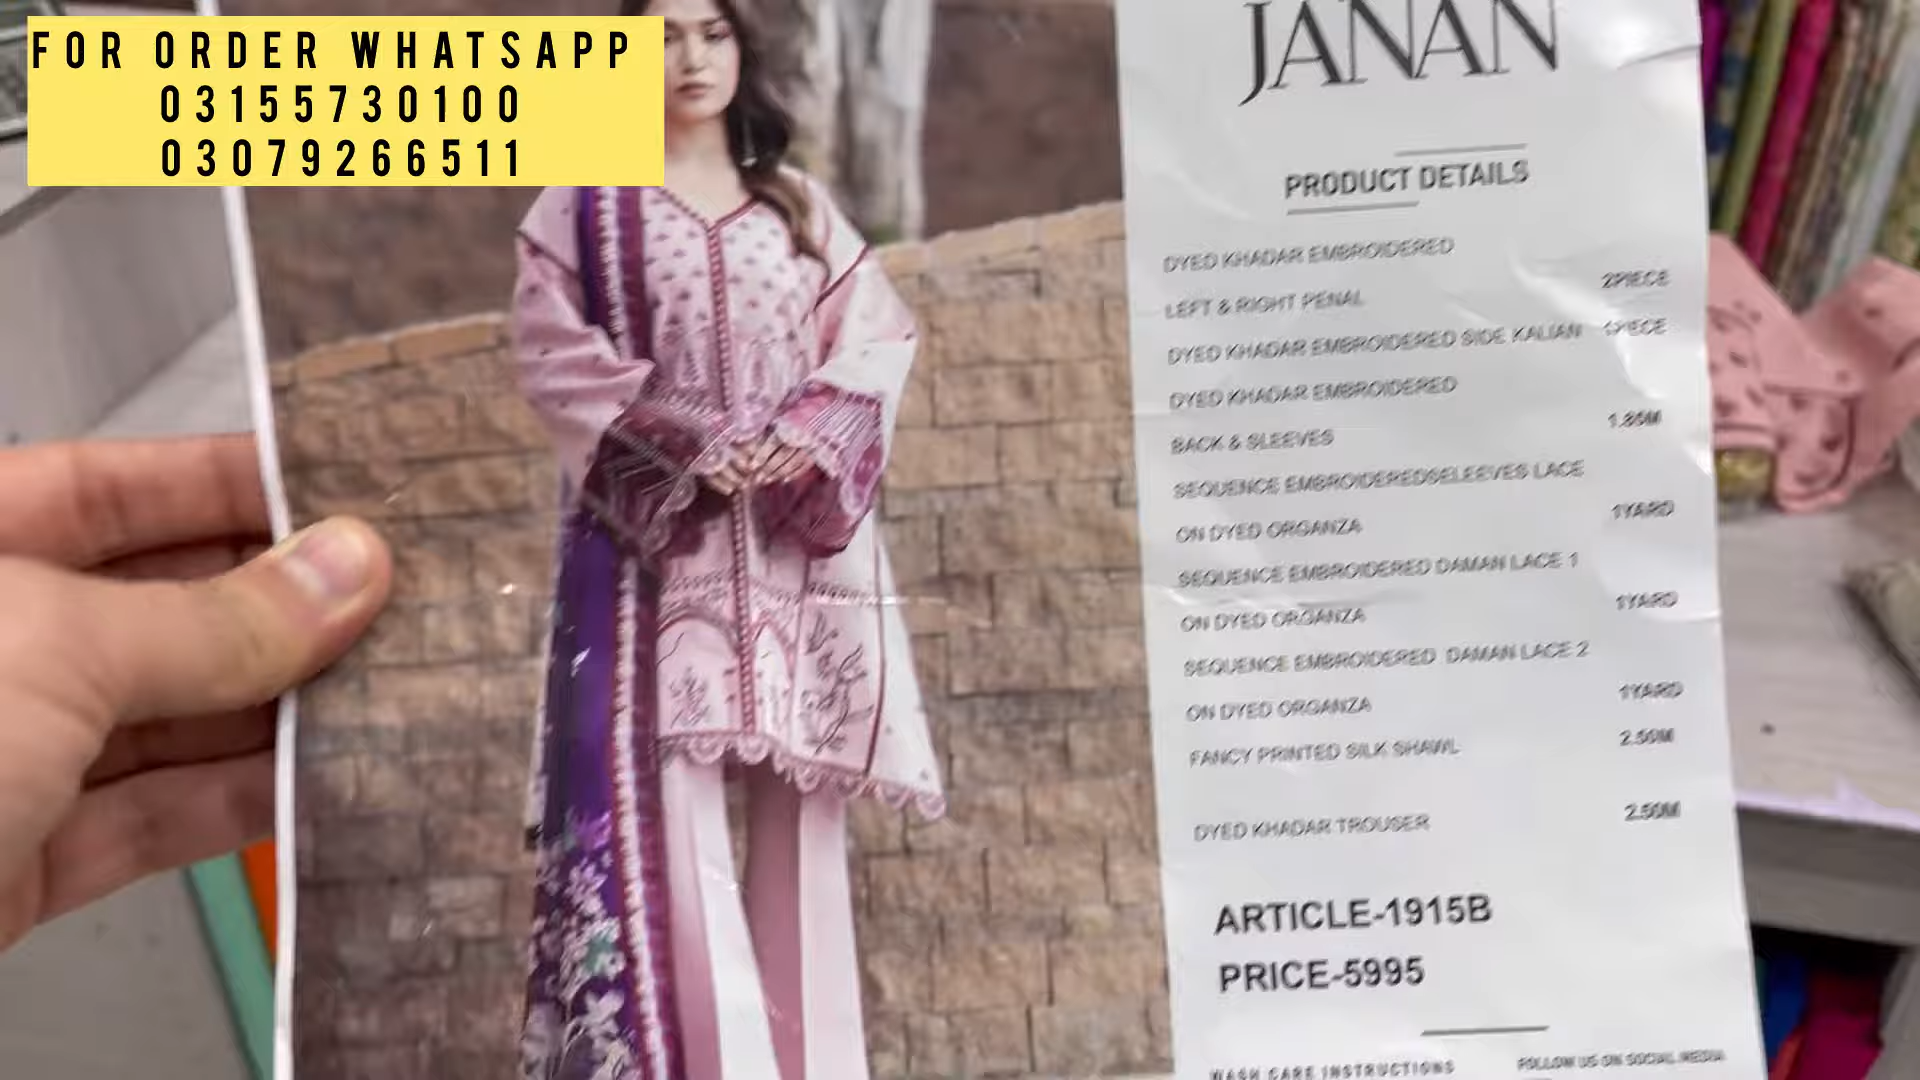 FOR ORDER WHATSAPP
03155730100
03079266511
JANAN
PRODUCT DETAILS
DYED KHADAR EMBROIDERED
LEFT & RIGHT PENAL 2PIECE
DYED KHADAR EMBROIDERED SIDE KALIAN 1PIECE
DYED KHADAR EMBROIDERED
BACK & SLEEVES 1.80M
SEQUENCE EMBROIDEREDSELEEVES LACE
ON DYED ORGANZA 1YARD
SEQUENCE EMBROIDERED DAMAN LACE 1
ON DYED ORGANZA 1YARD
SEQUENCE EMBROIDERED DAMAN LACE 2
ON DYED ORGANZA 1YARD
FANCY PRINTED SILK SHAWL 2.50M
DYED KHADAR TROUSER 2.50M
ARTICLE-1915B
PRICE-5995
WASH CARE INSTRUCTIONS
FOLLOW US ON SOCIAL MEDIA